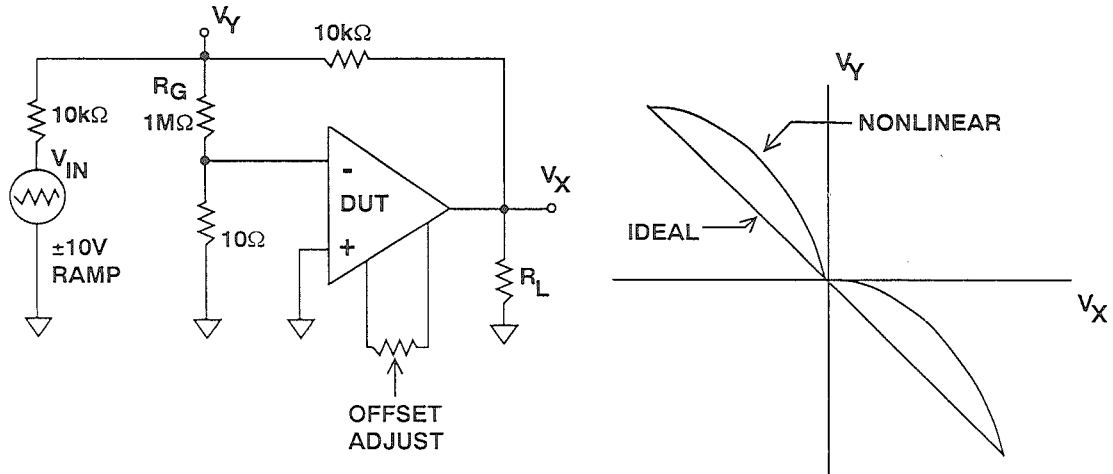 V_Y
10kΩ
R_G
1MΩ
10kΩ
V_IN
±10V
RAMP
10Ω
-
DUT
+
V_X
R_L
OFFSET
ADJUST
V_Y
NONLINEAR
IDEAL
V_X